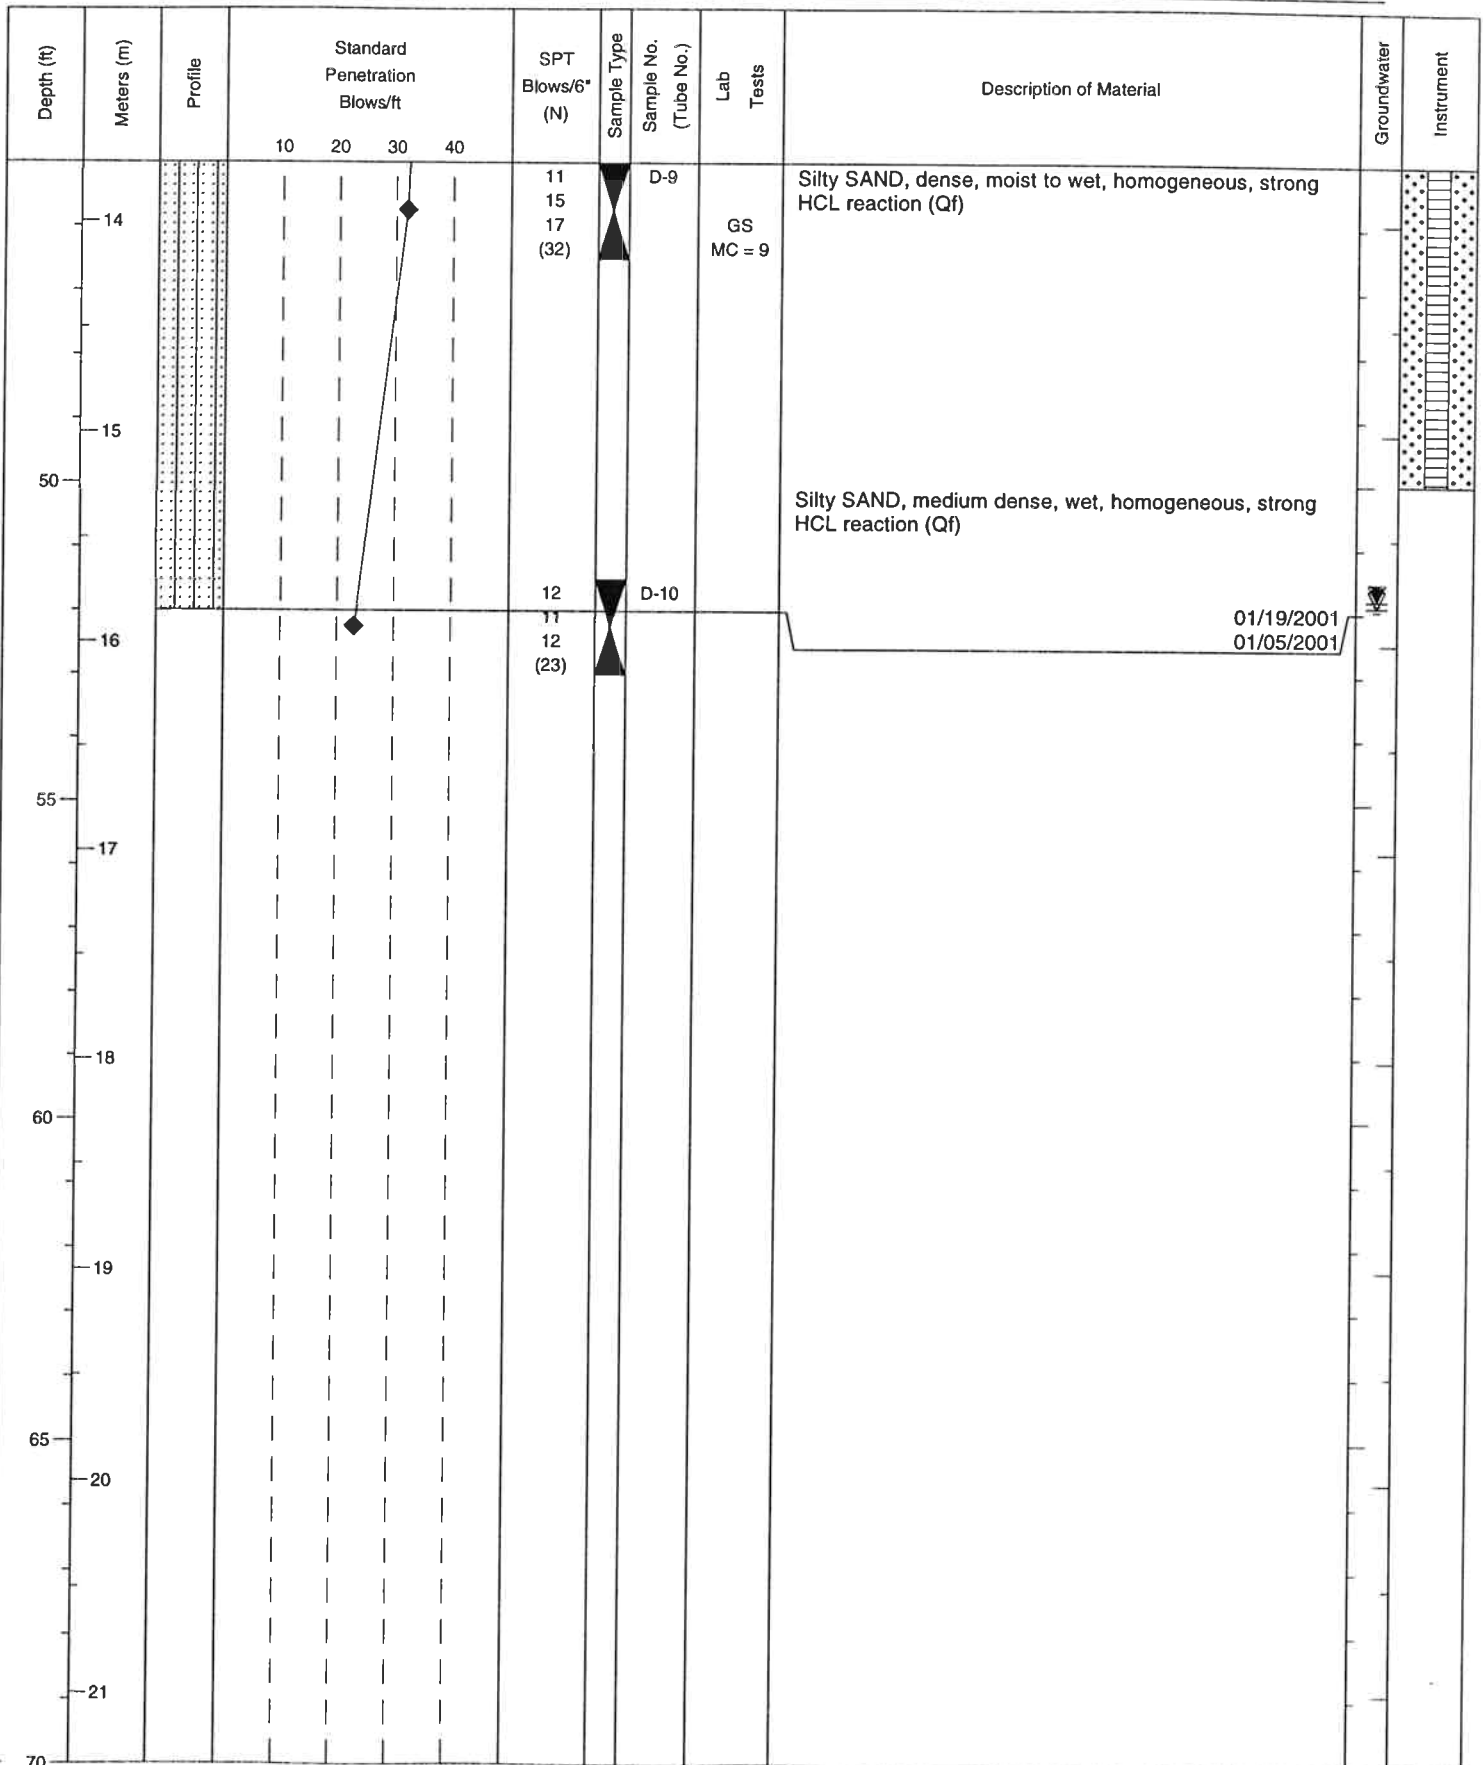 Depth (ft)
Meters (m)
Profile
Standard
Penetration
Blows/ft
10 20 30 40
SPT
Blows/6"
(N)
Sample Type
Sample No.
(Tube No.)
Lab
Tests
Description of Material
Groundwater
Instrument
11
15
17
(32)
D-9
GS
MC = 9
Silty SAND, dense, moist to wet, homogeneous, strong
HCL reaction (Qf)
14
15
50
Silty SAND, medium dense, wet, homogeneous, strong
HCL reaction (Qf)
12
11
12
(23)
D-10
01/19/2001
01/05/2001
16
55
17
18
60
19
65
20
21
70